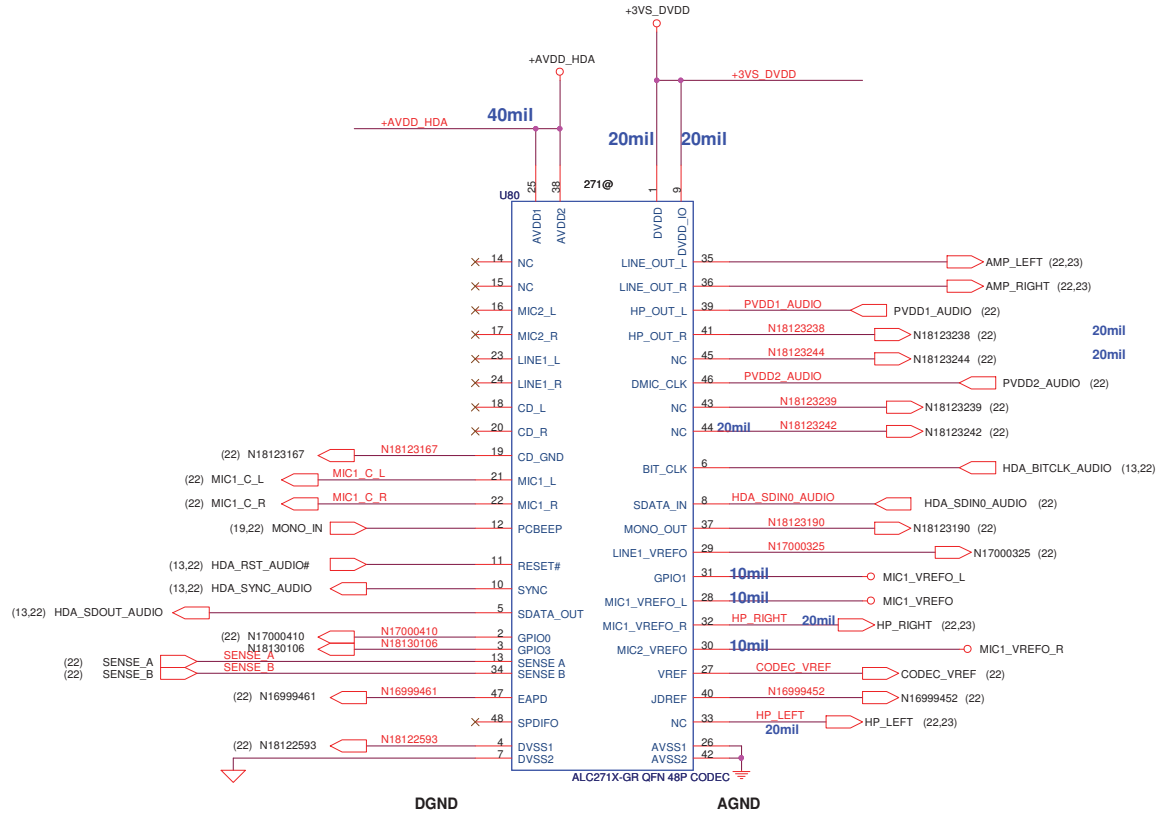 +3VS_DVDD
+AVDD_HDA
+3VS_DVDD
+AVDD_HDA
40mil
20mil
20mil
25
38
271@
1
9
U80
AVDD1
AVDD2
DVDD
DVDD_IO
14 NC
LINE_OUT_L 35 AMP_LEFT (22,23)
15 NC
LINE_OUT_R 36 AMP_RIGHT (22,23)
16 MIC2_L
HP_OUT_L 39 PVDD1_AUDIO PVDD1_AUDIO (22)
17 MIC2_R
HP_OUT_R 41 N18123238 N18123238 (22) 20mil
23 LINE1_L
NC 45 N18123244 N18123244 (22) 20mil
24 LINE1_R
DMIC_CLK 46 PVDD2_AUDIO PVDD2_AUDIO (22)
18 CD_L
NC 43 N18123239 N18123239 (22)
20 CD_R
NC 44 20mil N18123242 N18123242 (22)
(22) N18123167 N18123167 19 CD_GND
BIT_CLK 6 HDA_BITCLK_AUDIO (13,22)
(22) MIC1_C_L MIC1_C_L 21 MIC1_L
(22) MIC1_C_R MIC1_C_R 22 MIC1_R
SDATA_IN 8 HDA_SDIN0_AUDIO HDA_SDIN0_AUDIO (22)
(19,22) MONO_IN 12 PCBEEP
MONO_OUT 37 N18123190 N18123190 (22)
LINE1_VREFO 29 N17000325 N17000325 (22)
(13,22) HDA_RST_AUDIO# 11 RESET#
GPIO1 31 10mil MIC1_VREFO_L
(13,22) HDA_SYNC_AUDIO 10 SYNC
MIC1_VREFO_L 28 10mil MIC1_VREFO
(13,22) HDA_SDOUT_AUDIO 5 SDATA_OUT
MIC1_VREFO_R 32 HP_RIGHT 20mil HP_RIGHT (22,23)
(22) N17000410 N17000410 2 GPIO0
N18130106 N18130106 3 GPIO3
MIC2_VREFO 30 10mil MIC1_VREFO_R
(22) SENSE_A SENSE_A 13 SENSE A
(22) SENSE_B SENSE_B 34 SENSE B
VREF 27 CODEC_VREF CODEC_VREF (22)
(22) N16999461 N16999461 47 EAPD
JDREF 40 N16999452 N16999452 (22)
48 SPDIFO
NC 33 HP_LEFT 20mil HP_LEFT (22,23)
(22) N18122593 N18122593 4 DVSS1
AVSS1 26
7 DVSS2
AVSS2 42
ALC271X-GR QFN 48P CODEC
DGND
AGND